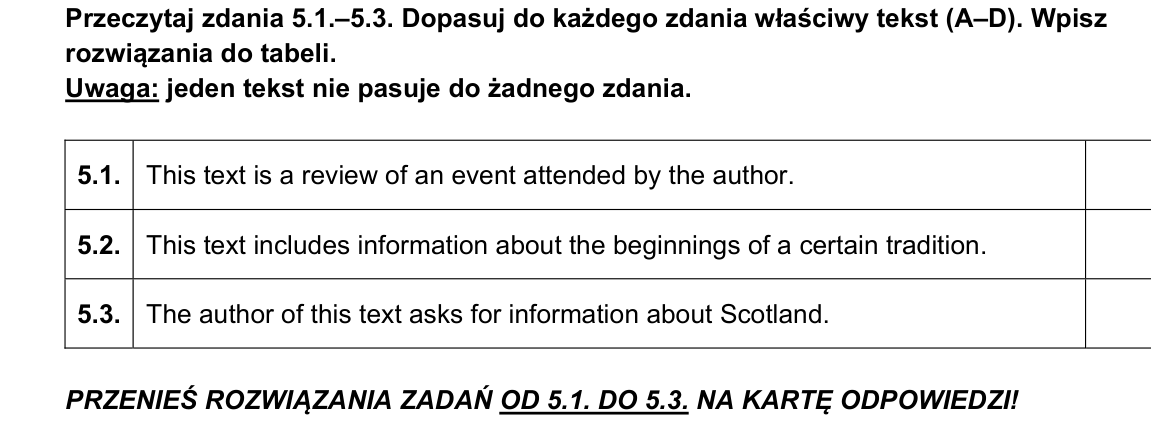 Przeczytaj zdania 5.1.–5.3. Dopasuj do każdego zdania właściwy tekst (A–D). Wpisz
rozwiązania do tabeli.
Uwaga: jeden tekst nie pasuje do żadnego zdania.
5.1. This text is a review of an event attended by the author.
5.2. This text includes information about the beginnings of a certain tradition.
5.3. The author of this text asks for information about Scotland.
PRZENIEŚ ROZWIĄZANIA ZADAŃ OD 5.1. DO 5.3. NA KARTĘ ODPOWIEDZI!